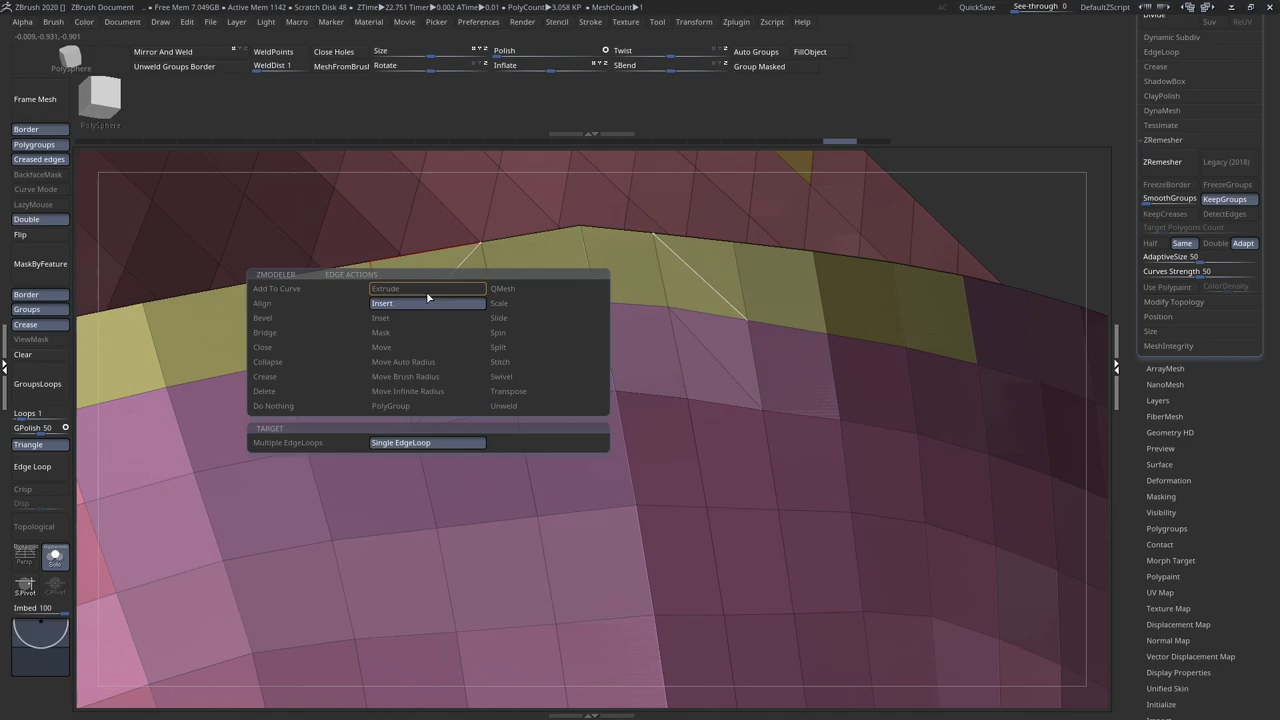 ZBrush 2020 [] ZBrush Document • Free Mem 7.049GB • Active Mem 1142 • Scratch Disk 48 • ZTime▶22.751 Timer▶0.002 ATime▶0.01 • PolyCount▶3.058 KP • MeshCount▶1 AC QuickSave See-through 0 Menus DefaultZScript
Alpha Brush Color Document Draw Edit File Layer Light Macro Marker Material Movie Picker Preferences Render Stencil Stroke Texture Tool Transform Zplugin Zscript Help
-0.009,-0.931,-0.901
PolySphere
Mirror And Weld WeldPoints Close Holes Size Polish Twist Auto Groups FillObject
Unweld Groups Border WeldDist 1 MeshFromBrush Rotate Inflate SBend Group Masked
PolySphere
Frame Mesh
Border
Polygroups
Creased edges
BackfaceMask
Curve Mode
LazyMouse
Double
Flip
MaskByFeature
Border
Groups
Crease
ViewMask
Clear
GroupsLoops
Loops 1
GPolish 50
Triangle
Edge Loop
Crisp
Disp
Topological
Dynamic
Persp
Dynamic
Solo
S.Pivot
C.Pivot
Imbed 100
ZMODELER EDGE ACTIONS
Add To Curve Extrude QMesh
Align Insert Scale
Bevel Inset Slide
Bridge Mask Spin
Close Move Split
Collapse Move Auto Radius Stitch
Crease Move Brush Radius Swivel
Delete Move Infinite Radius Transpose
Do Nothing PolyGroup Unweld
TARGET
Multiple EdgeLoops Single EdgeLoop
Divide Suv ReUV
Dynamic Subdiv
EdgeLoop
Crease
ShadowBox
ClayPolish
DynaMesh
Tessimate
ZRemesher
ZRemesher Legacy (2018)
FreezeBorder FreezeGroups
SmoothGroups KeepGroups
KeepCreases DetectEdges
Target Polygons Count
Half Same Double Adapt
AdaptiveSize 50
Curves Strength 50
Use Polypaint ColorDensity
Modify Topology
Position
Size
MeshIntegrity
ArrayMesh
NanoMesh
Layers
FiberMesh
Geometry HD
Preview
Surface
Deformation
Masking
Visibility
Polygroups
Contact
Morph Target
Polypaint
UV Map
Texture Map
Displacement Map
Normal Map
Vector Displacement Map
Display Properties
Unified Skin
Initialize